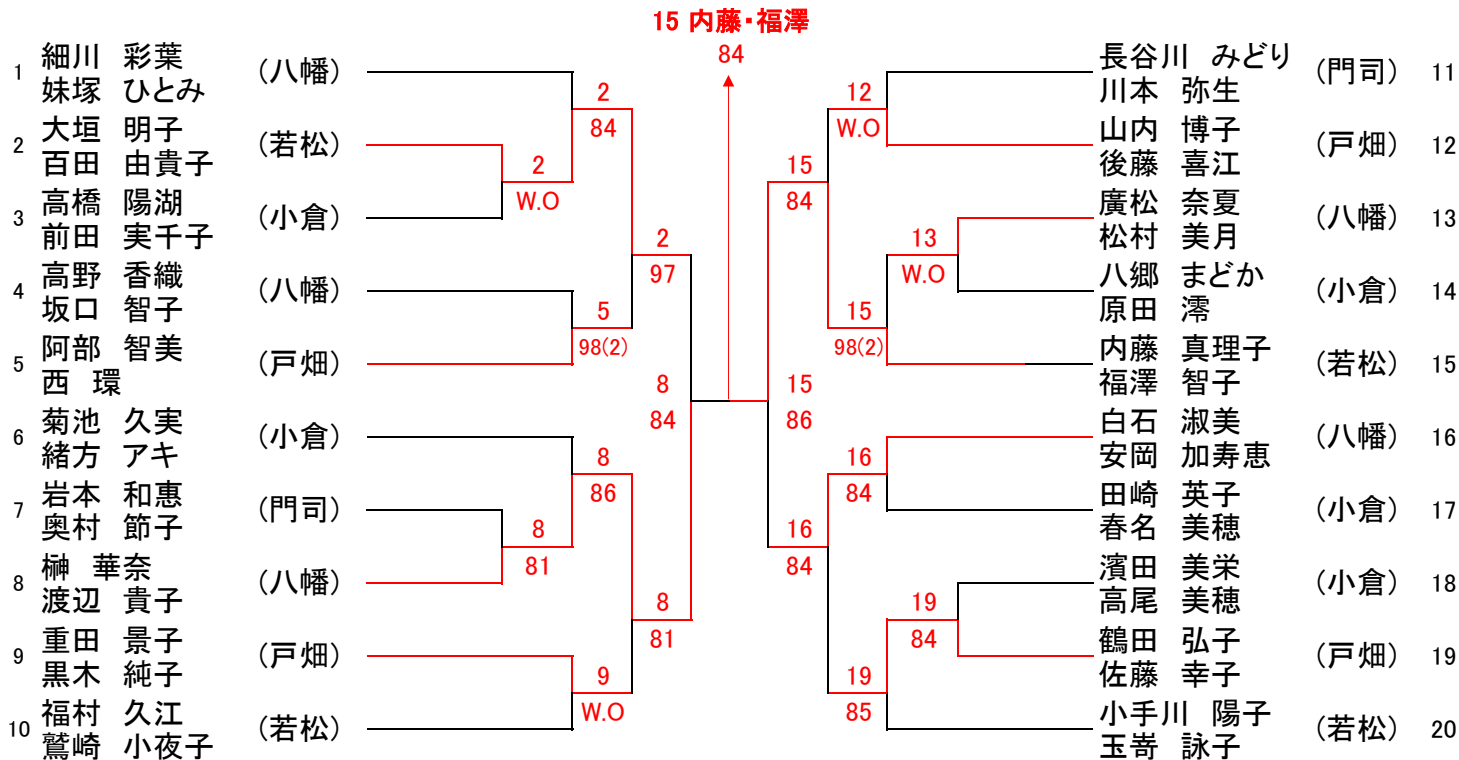 15 内藤・福澤
84
1 細川 彩葉 (八幡)
妹塚 ひとみ
2 大垣 明子 (若松)
百田 由貴子
3 高橋 陽湖 (小倉)
前田 実千子
4 高野 香織 (八幡)
坂口 智子
5 阿部 智美 (戸畑)
西 環
6 菊池 久実 (小倉)
緒方 アキ
7 岩本 和恵 (門司)
奥村 節子
8 榊 華奈 (八幡)
渡辺 貴子
9 重田 景子 (戸畑)
黒木 純子
10 福村 久江 (若松)
鷲崎 小夜子
2
W.O
8
81
2
84
5
98(2)
8
86
9
W.O
2
97
8
81
8
84
15
86
15
84
16
84
12
W.O
15
98(2)
16
84
19
85
13
W.O
19
84
長谷川 みどり (門司) 11
川本 弥生
山内 博子 (戸畑) 12
後藤 喜江
廣松 奈夏 (八幡) 13
松村 美月
八郷 まどか (小倉) 14
原田 澪
内藤 真理子 (若松) 15
福澤 智子
白石 淑美 (八幡) 16
安岡 加寿恵
田崎 英子 (小倉) 17
春名 美穂
濱田 美栄 (小倉) 18
高尾 美穂
鶴田 弘子 (戸畑) 19
佐藤 幸子
小手川 陽子 (若松) 20
玉嵜 詠子